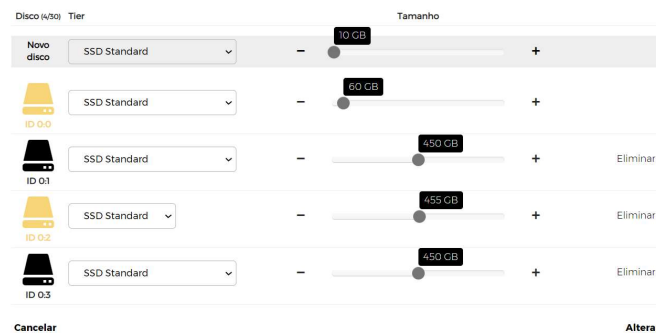 Disco (4/30) Tier Tamanho
10 GB
Novo
disco
SSD Standard - +
60 GB
SSD Standard - +
ID 0:0
450 GB
SSD Standard - + Eliminar
ID 0:1
455 GB
SSD Standard - + Eliminar
ID 0:2
450 GB
SSD Standard - + Eliminar
ID 0:3
Cancelar Altera